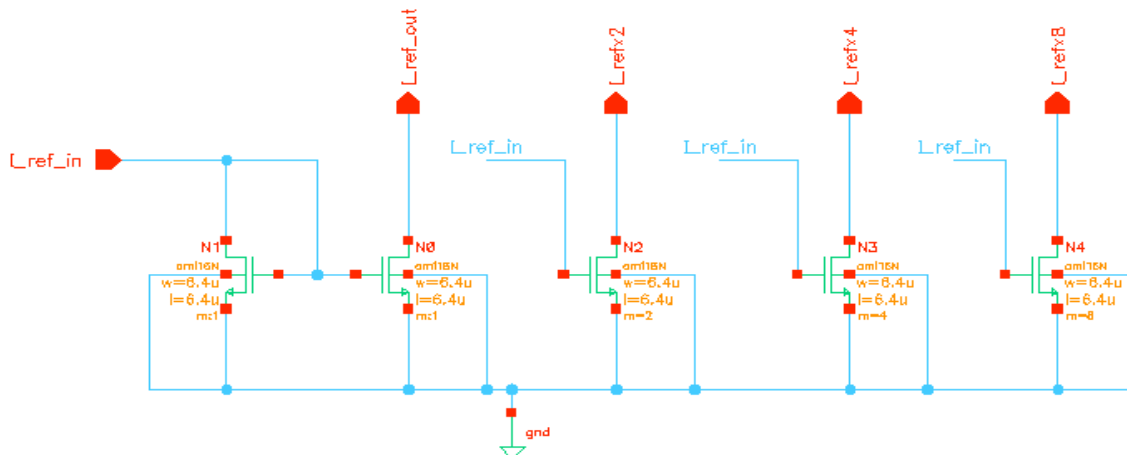 I_ref_out
I_refx2
I_refx4
I_refx8
I_ref_in
I_ref_in
I_ref_in
I_ref_in
N1
ami16N
w=6.4u
l=6.4u
m:1
N0
ami16N
w=6.4u
l=6.4u
m:1
N2
ami16N
w=6.4u
l=6.4u
m=2
N3
ami16N
w=6.4u
l=6.4u
m=4
N4
ami16N
w=6.4u
l=6.4u
m=8
gnd